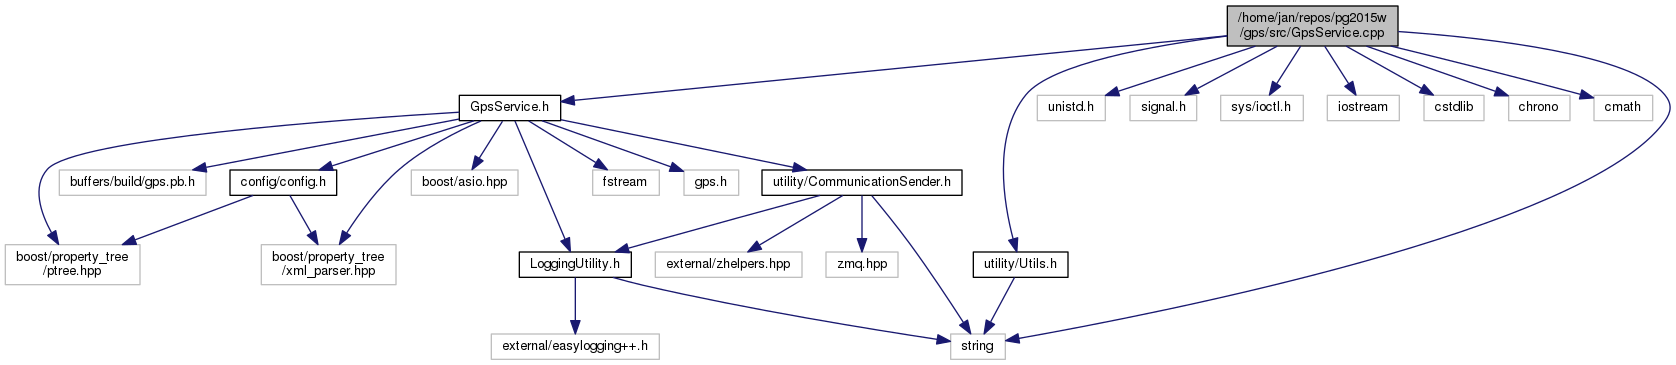 /home/jan/repos/pg2015w
/gps/src/GpsService.cpp
GpsService.h
unistd.h
signal.h
sys/ioctl.h
iostream
cstdlib
chrono
cmath
buffers/build/gps.pb.h
config/config.h
boost/asio.hpp
fstream
gps.h
utility/CommunicationSender.h
boost/property_tree
/ptree.hpp
boost/property_tree
/xml_parser.hpp
LoggingUtility.h
external/zhelpers.hpp
zmq.hpp
utility/Utils.h
external/easylogging++.h
string